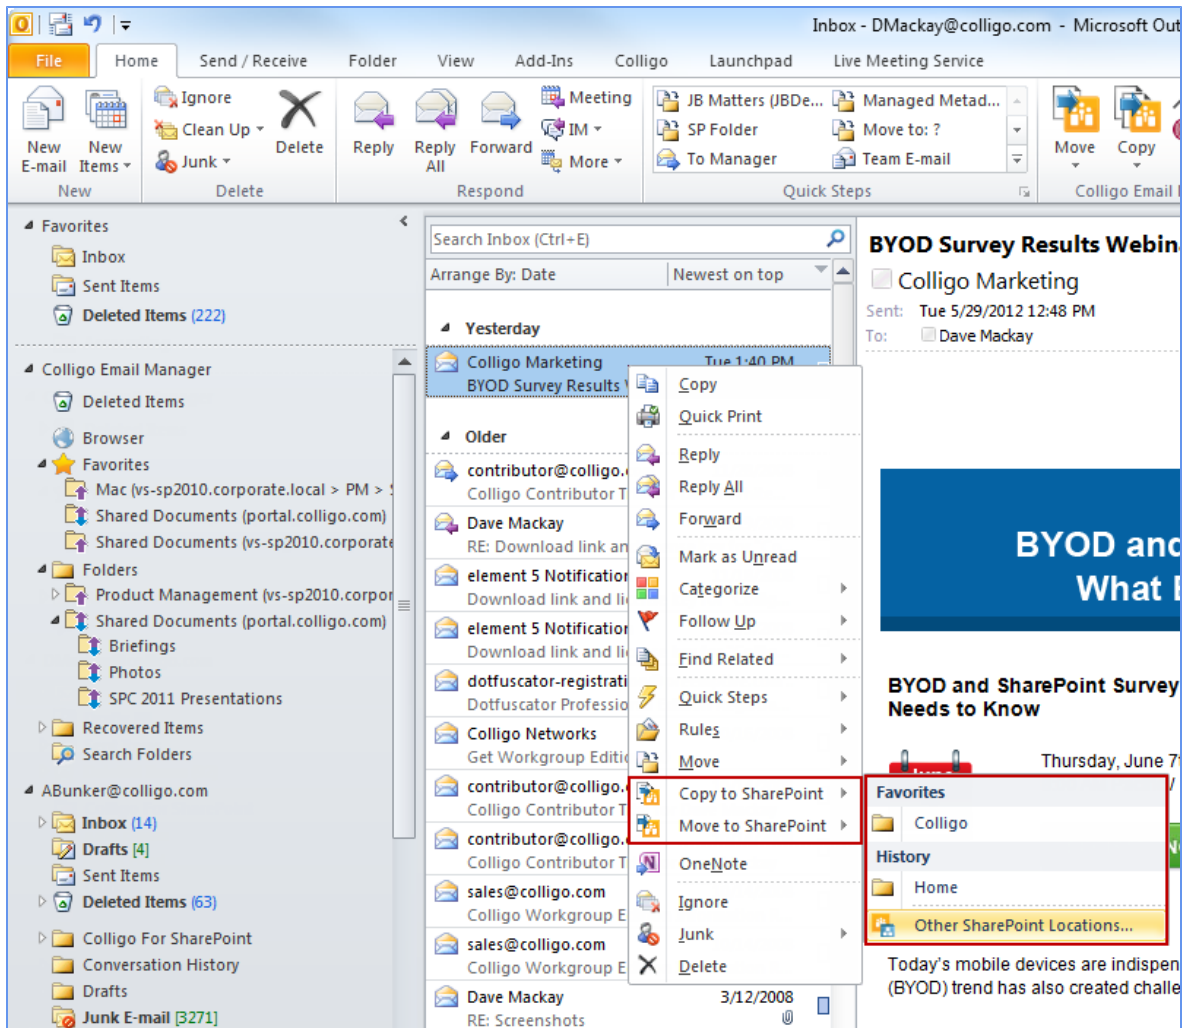 Inbox - DMackay@colligo.com - Microsoft Out
File Home Send / Receive Folder View Add-Ins Colligo Launchpad Live Meeting Service
New E-mail
New Items
New
Ignore
Clean Up
Junk
Delete
Delete
Reply
Reply All
Forward
Meeting
IM
More
Respond
JB Matters (JBDe...
SP Folder
To Manager
Managed Metad...
Move to: ?
Team E-mail
Quick Steps
Move
Copy
Colligo Email
Favorites
Inbox
Sent Items
Deleted Items (222)
Colligo Email Manager
Deleted Items
Browser
Favorites
Mac (vs-sp2010.corporate.local > PM >
Shared Documents (portal.colligo.com)
Shared Documents (vs-sp2010.corporate
Folders
Product Management (vs-sp2010.corpor
Shared Documents (portal.colligo.com)
Briefings
Photos
SPC 2011 Presentations
Recovered Items
Search Folders
ABunker@colligo.com
Inbox (14)
Drafts [4]
Sent Items
Deleted Items (63)
Colligo For SharePoint
Conversation History
Drafts
Junk E-mail [3271]
Search Inbox (Ctrl+E)
Arrange By: Date Newest on top
Yesterday
Colligo Marketing Tue 1:40 PM
BYOD Survey Results
Older
contributor@colligo.
Colligo Contributor T
Dave Mackay
RE: Download link an
element 5 Notification
Download link and li
element 5 Notification
Download link and li
dotfuscator-registrati
Dotfuscator Professio
Colligo Networks
Get Workgroup Editio
contributor@colligo.
Colligo Contributor T
contributor@colligo.
Colligo Contributor T
sales@colligo.com
Colligo Workgroup E
sales@colligo.com
Colligo Workgroup E
Dave Mackay 3/12/2008
RE: Screenshots
Copy
Quick Print
Reply
Reply All
Forward
Mark as Unread
Categorize
Follow Up
Find Related
Quick Steps
Rules
Move
Copy to SharePoint
Move to SharePoint
OneNote
Ignore
Junk
Delete
Favorites
Colligo
History
Home
Other SharePoint Locations...
BYOD Survey Results Webin
Colligo Marketing
Sent: Tue 5/29/2012 12:48 PM
To: Dave Mackay
BYOD and
What
BYOD and SharePoint Survey
Needs to Know
Thursday, June 7
Today's mobile devices are indispen
(BYOD) trend has also created challe